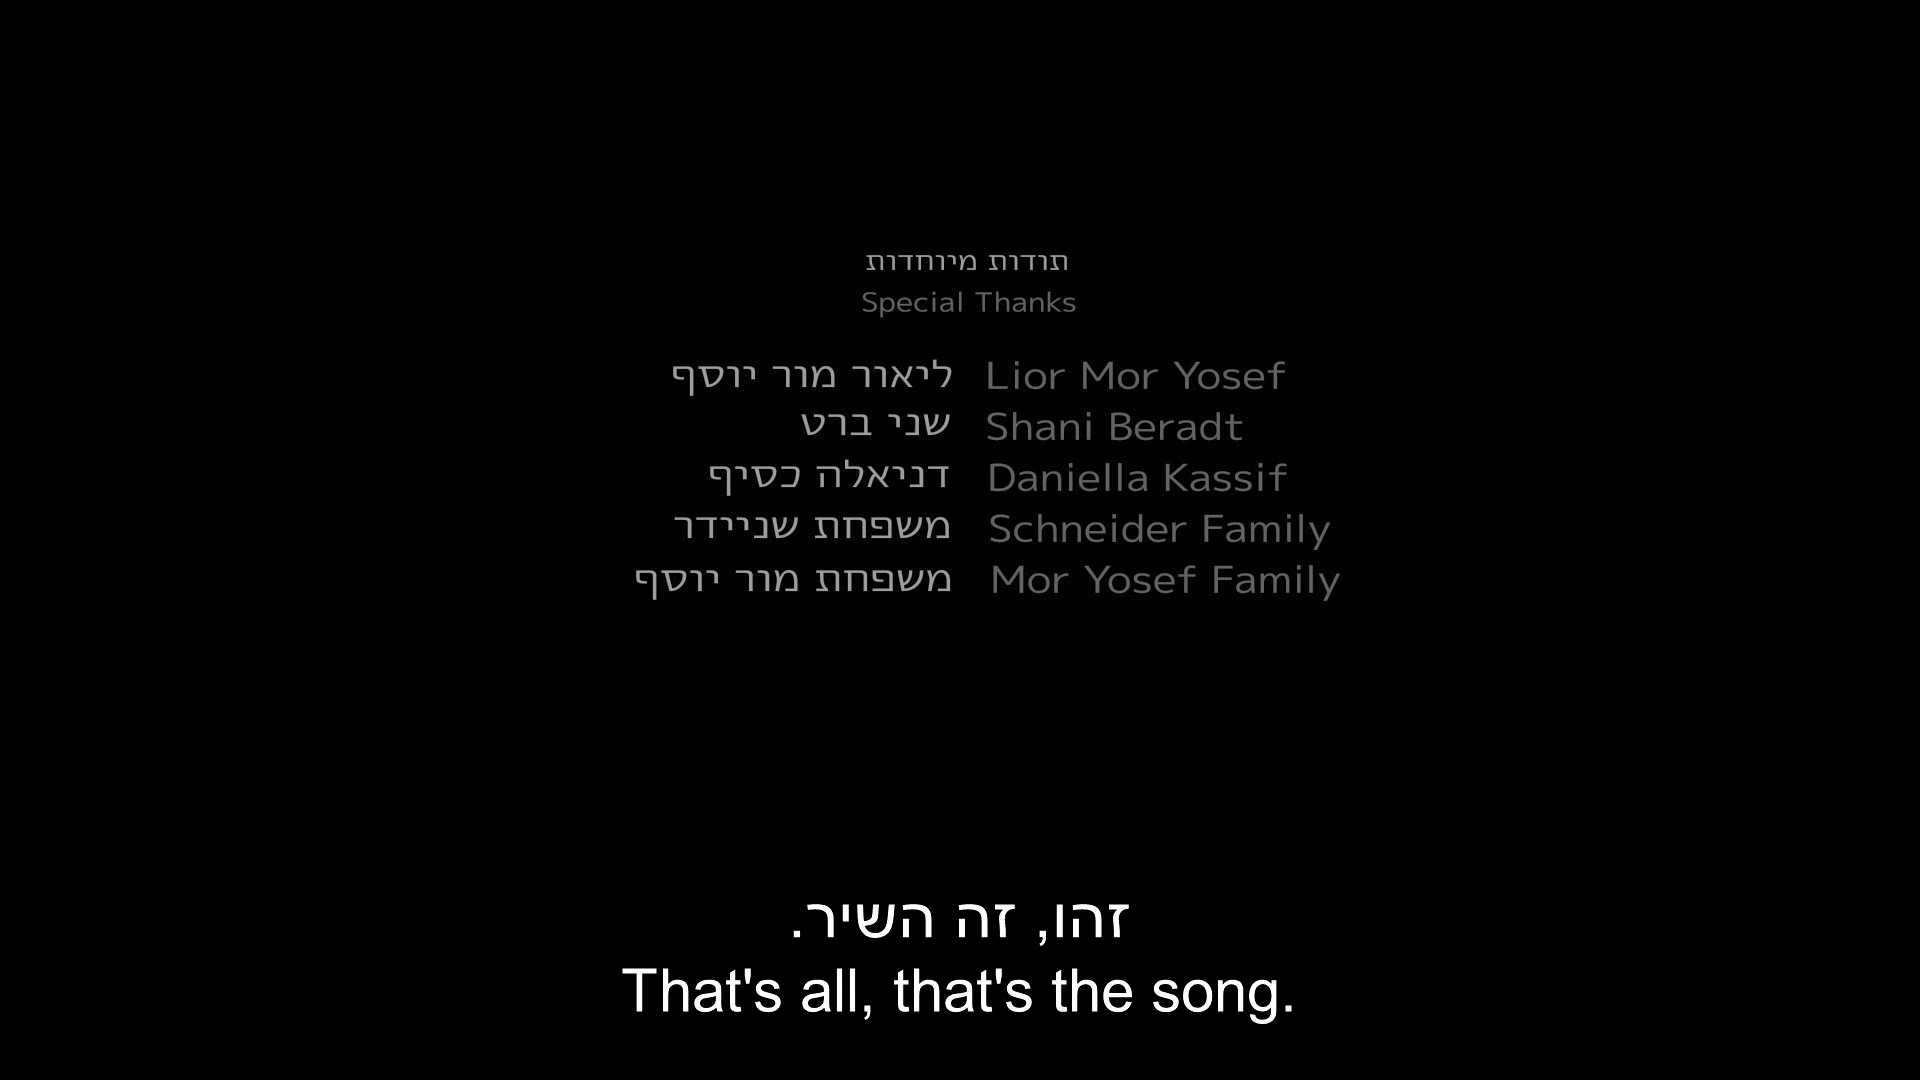 תודות מיוחדות
Special Thanks
ליאור מור יוסף Lior Mor Yosef
שני ברט Shani Beradt
דניאלה כסיף Daniella Kassif
משפחת שניידר Schneider Family
משפחת מור יוסף Mor Yosef Family
זהו, זה השיר.
That's all, that's the song.